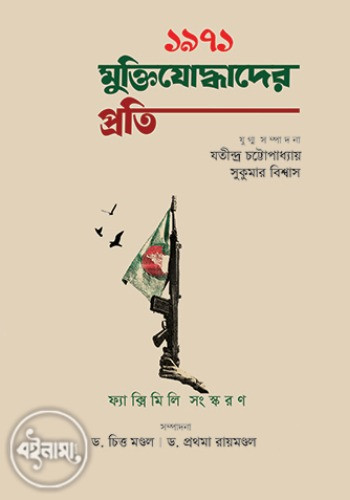 ১৯৭১
মুক্তিযোদ্ধাদের
প্রতি
যুগ্ম সম্পাদনা
যতীন্দ্র চট্টোপাধ্যায়
সুকুমার বিশ্বাস
ফ্যাক্সিমিলি সংস্করণ
সম্পাদনা
ড. চিত্ত মণ্ডল | ড. প্রথমা রায়মণ্ডল
বইনামা